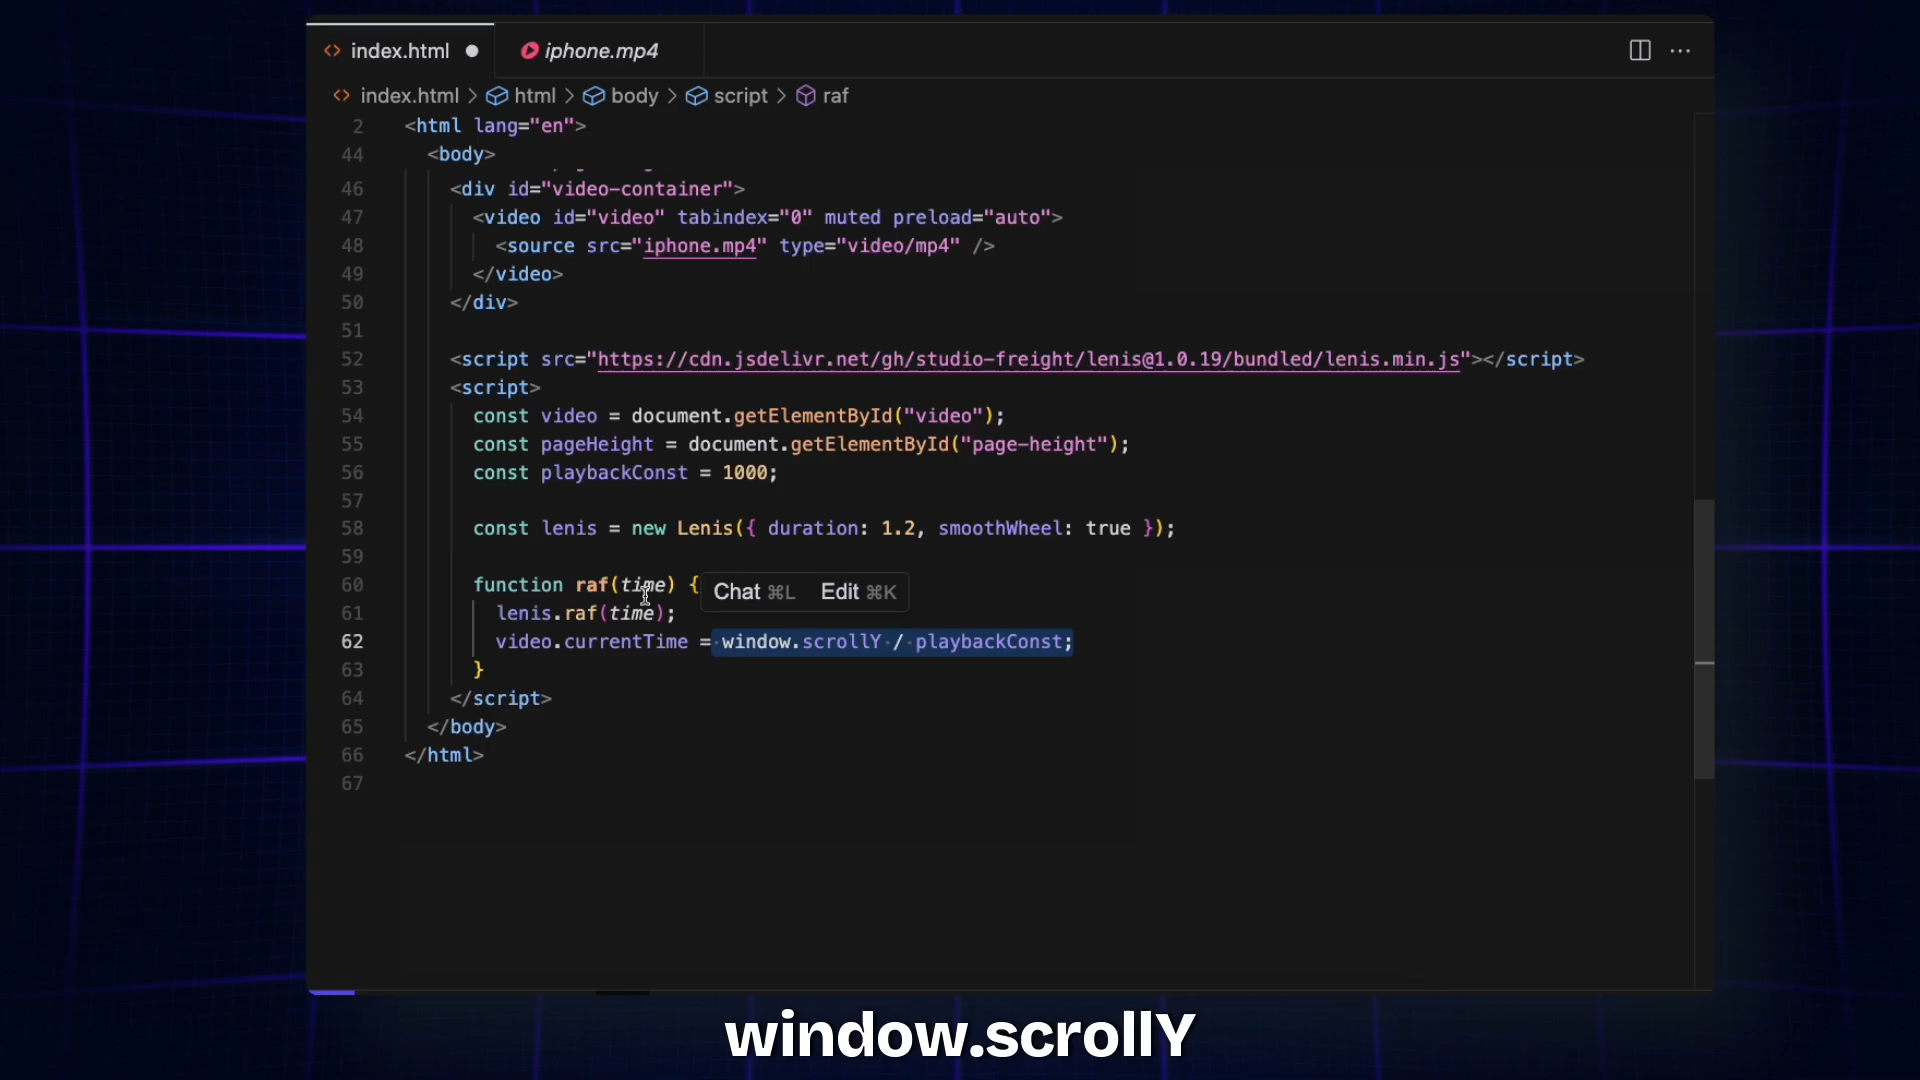 index.html
iphone.mp4
index.html > html > body > script > raf
2 <html lang="en">
44 <body>
46 <div id="video-container">
47 <video id="video" tabindex="0" muted preload="auto">
48 <source src="iphone.mp4" type="video/mp4" />
49 </video>
50 </div>
51
52 <script src="https://cdn.jsdelivr.net/gh/studio-freight/lenis@1.0.19/bundled/lenis.min.js"></script>
53 <script>
54 const video = document.getElementById("video");
55 const pageHeight = document.getElementById("page-height");
56 const playbackConst = 1000;
57
58 const lenis = new Lenis({ duration: 1.2, smoothWheel: true });
59
60 function raf(time) {
Chat ⌘L Edit ⌘K
61 lenis.raf(time);
62 video.currentTime = window.scrollY / playbackConst;
63 }
64 </script>
65 </body>
66 </html>
67
window.scrollY